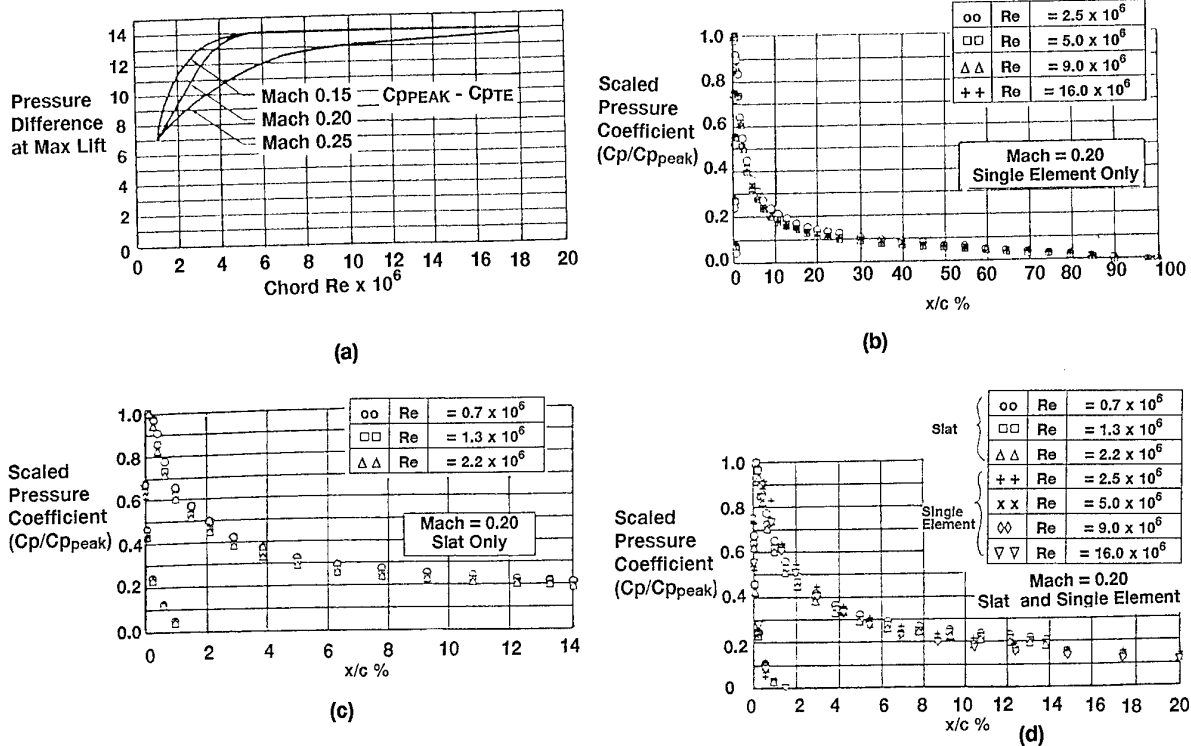 Pressure
Difference
at Max Lift
14
12
10
8
6
4
2
0
Mach 0.15
Mach 0.20
Mach 0.25
CpPEAK - CpTE
0 2 4 6 8 10 12 14 16 18 20
Chord Re x 10^6
(a)
oo Re = 2.5 x 10^6
□□ Re = 5.0 x 10^6
△△ Re = 9.0 x 10^6
++ Re = 16.0 x 10^6
Scaled
Pressure
Coefficient
(Cp/Cppeak)
1.0
0.8
0.6
0.4
0.2
0.0
Mach = 0.20
Single Element Only
0 10 20 30 40 50 60 70 80 90 100
x/c %
(b)
oo Re = 0.7 x 10^6
□□ Re = 1.3 x 10^6
△△ Re = 2.2 x 10^6
Scaled
Pressure
Coefficient
(Cp/Cppeak)
1.0
0.8
0.6
0.4
0.2
0.0
Mach = 0.20
Slat Only
0 2 4 6 8 10 12 14
x/c %
(c)
Slat
oo Re = 0.7 x 10^6
□□ Re = 1.3 x 10^6
△△ Re = 2.2 x 10^6
Single
Element
++ Re = 2.5 x 10^6
x x Re = 5.0 x 10^6
◊◊ Re = 9.0 x 10^6
▽▽ Re = 16.0 x 10^6
Scaled
Pressure
Coefficient
(Cp/Cppeak)
1.0
0.8
0.6
0.4
0.2
0
Mach = 0.20
Slat and Single Element
0 2 4 6 8 10 12 14 16 18 20
x/c %
(d)